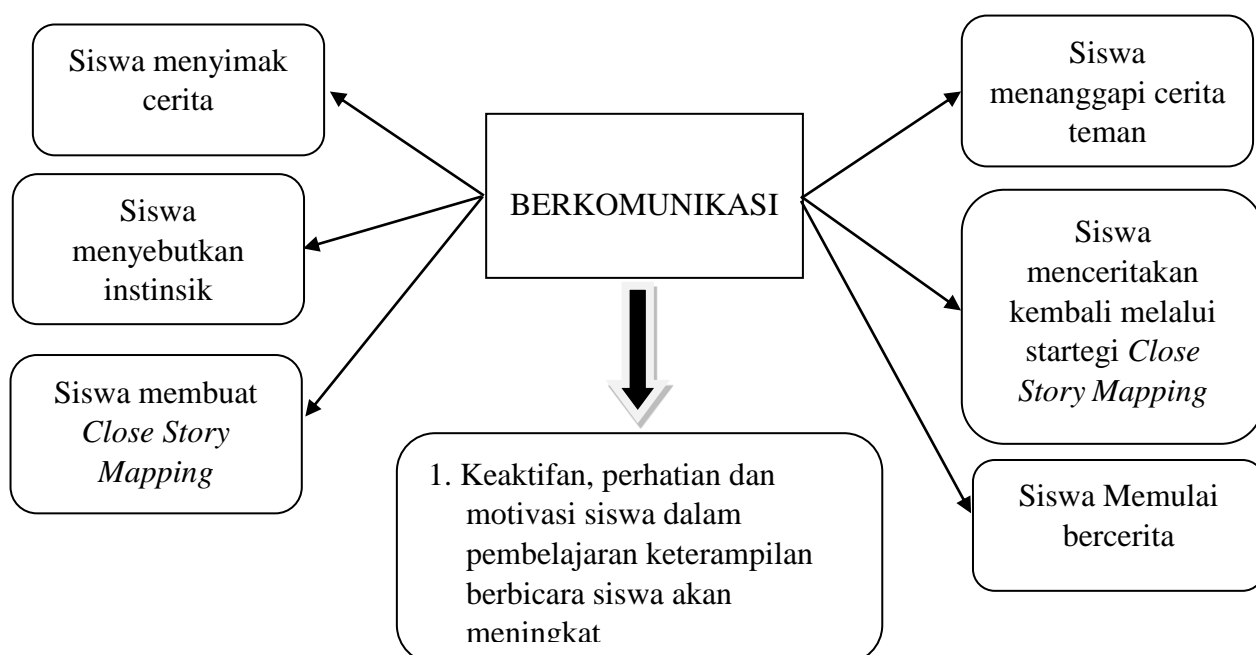 Siswa menyimak
cerita
Siswa
menyebutkan
instinsik
Siswa membuat
Close Story
Mapping
BERKOMUNIKASI
1. Keaktifan, perhatian dan
motivasi siswa dalam
pembelajaran keterampilan
berbicara siswa akan
meningkat
Siswa
menanggapi cerita
teman
Siswa
menceritakan
kembali melalui
startegi Close
Story Mapping
Siswa Memulai
bercerita